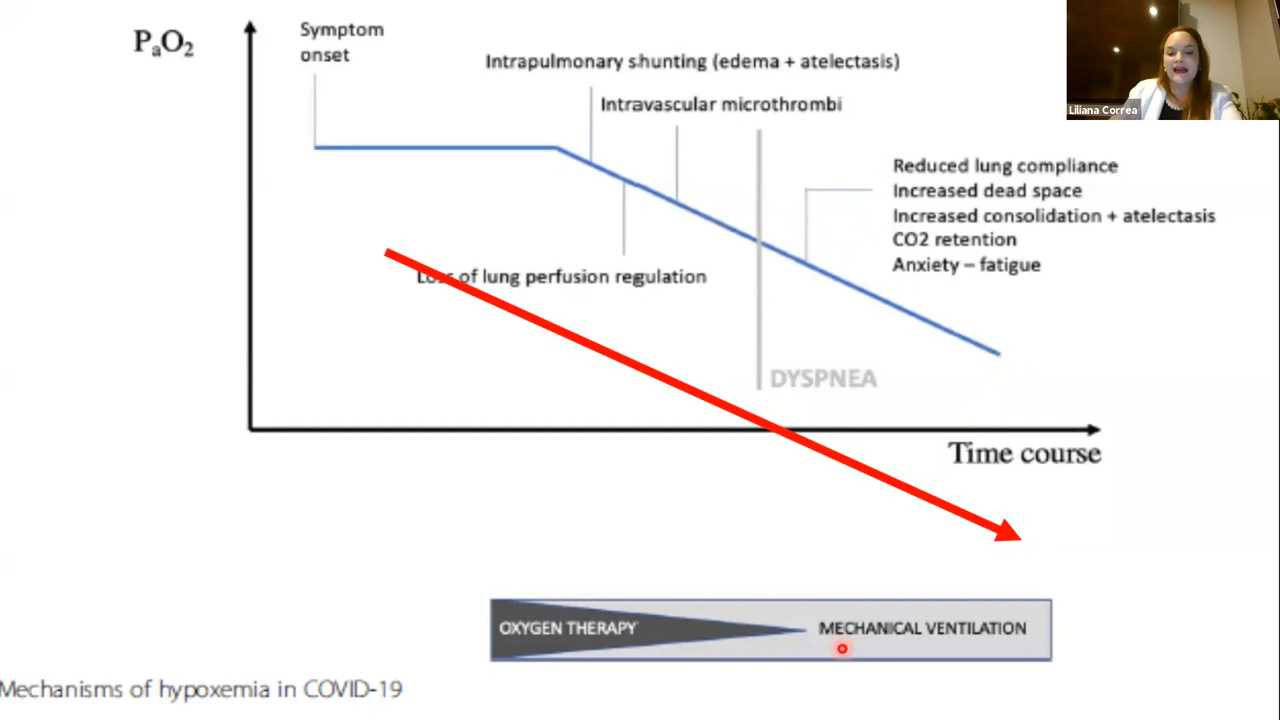 PaO2
Symptom
onset
Intrapulmonary shunting (edema + atelectasis)
Intravascular microthrombi
Liliana Correa
Reduced lung compliance
Increased dead space
Increased consolidation + atelectasis
CO2 retention
Anxiety – fatigue
Loss of lung perfusion regulation
DYSPNEA
Time course
OXYGEN THERAPY
MECHANICAL VENTILATION
Mechanisms of hypoxemia in COVID-19